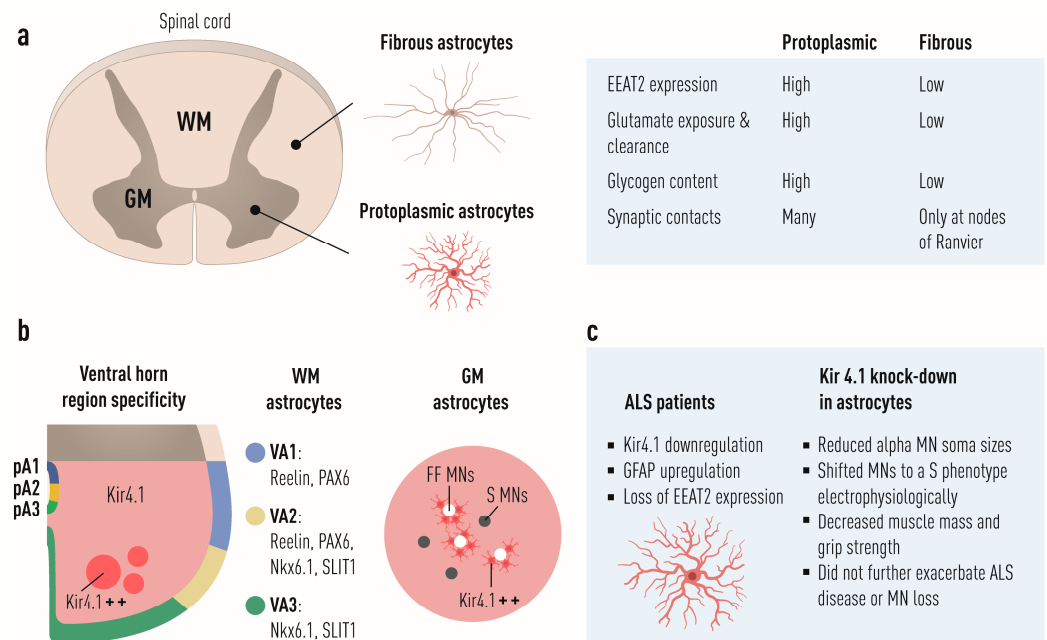 a
Spinal cord
WM
GM
Fibrous astrocytes
Protoplasmic astrocytes
Protoplasmic Fibrous
EEAT2 expression High Low
Glutamate exposure & High Low
clearance
Glycogen content High Low
Synaptic contacts Many Only at nodes
of Ranvier
b
Ventral horn
region specificity
pA1
pA2
pA3
Kir4.1
Kir4.1 ++
WM
astrocytes
VA1:
Reelin, PAX6
VA2:
Reelin, PAX6,
Nkx6.1, SLIT1
VA3:
Nkx6.1, SLIT1
GM
astrocytes
FF MNs
S MNs
Kir4.1 ++
c
ALS patients
▪ Kir4.1 downregulation
▪ GFAP upregulation
▪ Loss of EEAT2 expression
Kir 4.1 knock-down
in astrocytes
▪ Reduced alpha MN soma sizes
▪ Shifted MNs to a S phenotype
electrophysiologically
▪ Decreased muscle mass and
grip strength
▪ Did not further exacerbate ALS
disease or MN loss